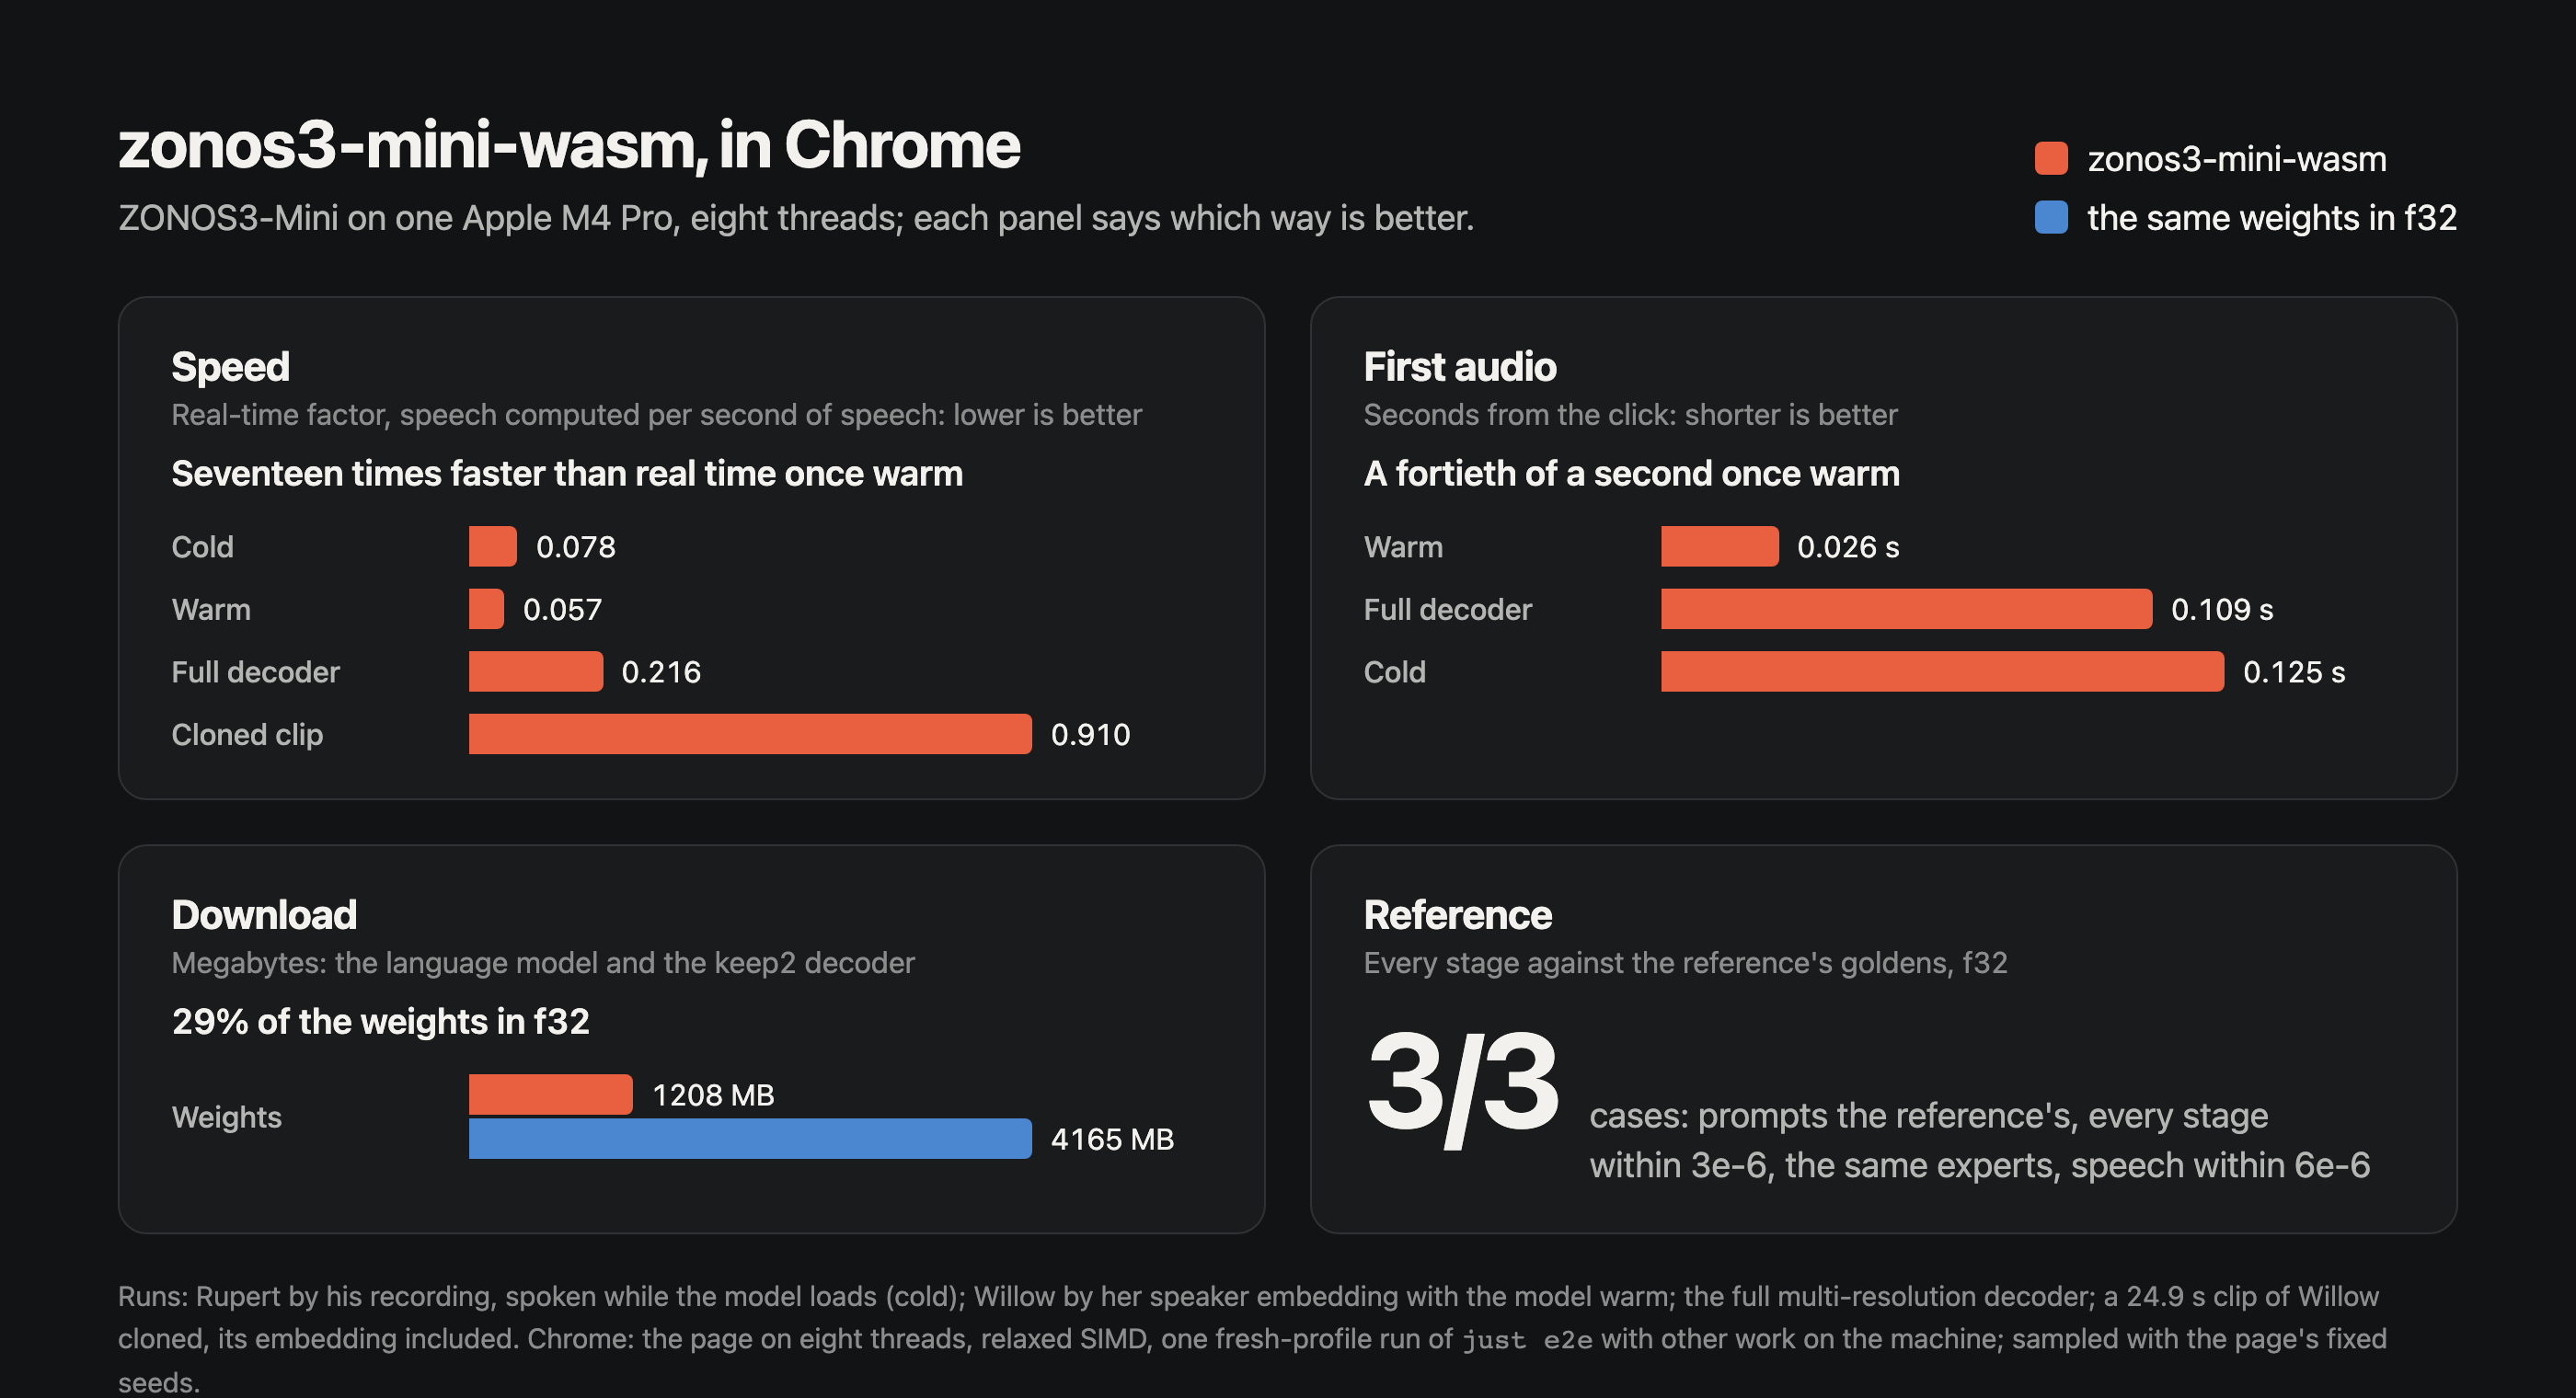 zonos3-mini-wasm, in Chrome
ZONOS3-Mini on one Apple M4 Pro, eight threads; each panel says which way is better.
zonos3-mini-wasm
the same weights in f32
Speed
Real-time factor, speech computed per second of speech: lower is better
Seventeen times faster than real time once warm
Cold 0.078
Warm 0.057
Full decoder 0.216
Cloned clip 0.910
First audio
Seconds from the click: shorter is better
A fortieth of a second once warm
Warm 0.026 s
Full decoder 0.109 s
Cold 0.125 s
Download
Megabytes: the language model and the keep2 decoder
29% of the weights in f32
Weights
1208 MB
4165 MB
Reference
Every stage against the reference's goldens, f32
3/3
cases: prompts the reference's, every stage
within 3e-6, the same experts, speech within 6e-6
Runs: Rupert by his recording, spoken while the model loads (cold); Willow by her speaker embedding with the model warm; the full multi-resolution decoder; a 24.9 s clip of Willow
cloned, its embedding included. Chrome: the page on eight threads, relaxed SIMD, one fresh-profile run of just e2e with other work on the machine; sampled with the page's fixed
seeds.